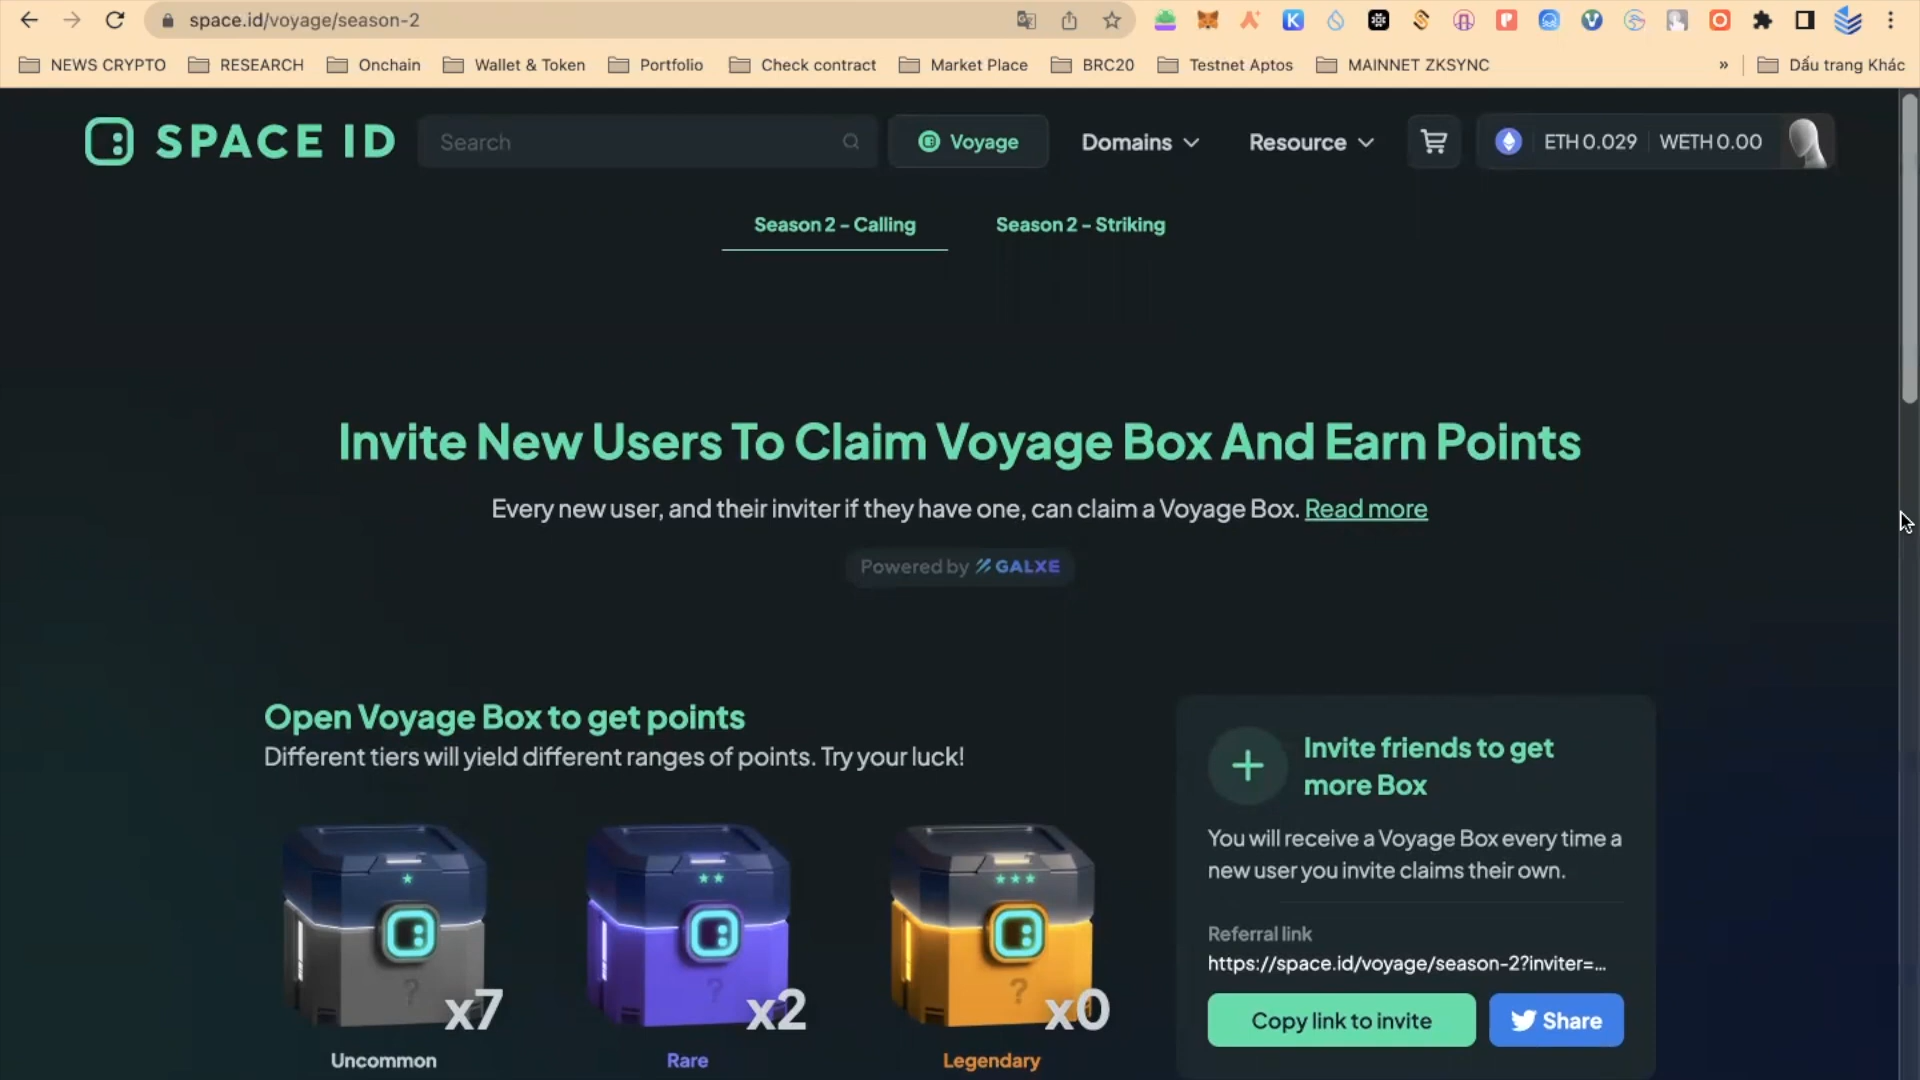 space.id/voyage/season-2
NEWS CRYPTO
RESEARCH
Onchain
Wallet & Token
Portfolio
Check contract
Market Place
BRC20
Testnet Aptos
MAINNET ZKSYNC
»
Dấu trang Khác
SPACE ID
Search
Voyage
Domains
Resource
ETH 0.029
WETH 0.00
Season 2 - Calling
Season 2 - Striking
Invite New Users To Claim Voyage Box And Earn Points
Every new user, and their inviter if they have one, can claim a Voyage Box. Read more
Powered by GALXE
Open Voyage Box to get points
Different tiers will yield different ranges of points. Try your luck!
? x7
? x2
? x0
Uncommon
Rare
Legendary
Invite friends to get
more Box
You will receive a Voyage Box every time a
new user you invite claims their own.
Referral link
https://space.id/voyage/season-2?inviter=...
Copy link to invite
Share